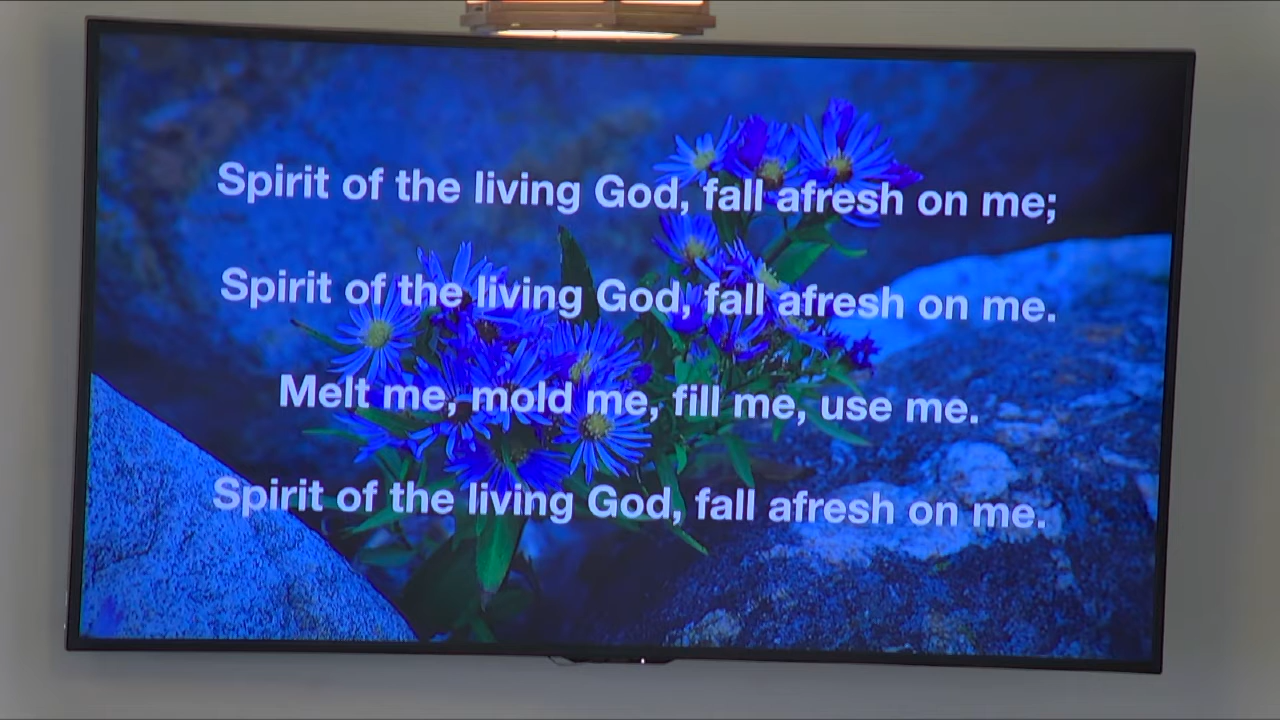 Spirit of the living God, fall afresh on me;
Spirit of the living God, fall afresh on me.
Melt me, mold me, fill me, use me.
Spirit of the living God, fall afresh on me.